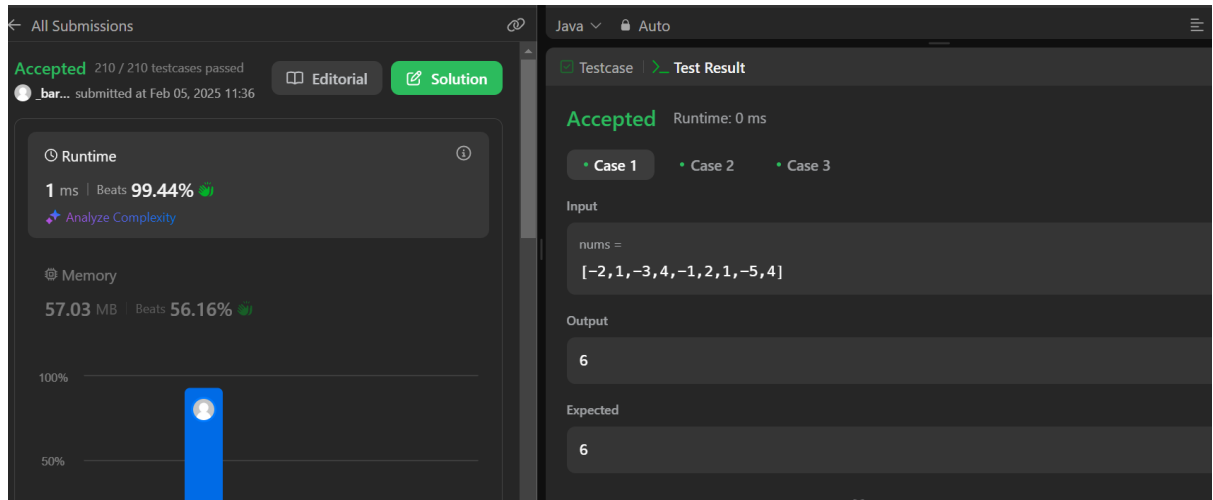 ← All Submissions
Accepted 210 / 210 testcases passed
_bar... submitted at Feb 05, 2025 11:36
Editorial
Solution
Runtime
1 ms | Beats 99.44%
Analyze Complexity
Memory
57.03 MB | Beats 56.16%
100%
50%
Java Auto
Testcase | >_ Test Result
Accepted Runtime: 0 ms
• Case 1 • Case 2 • Case 3
Input
nums =
[-2,1,-3,4,-1,2,1,-5,4]
Output
6
Expected
6